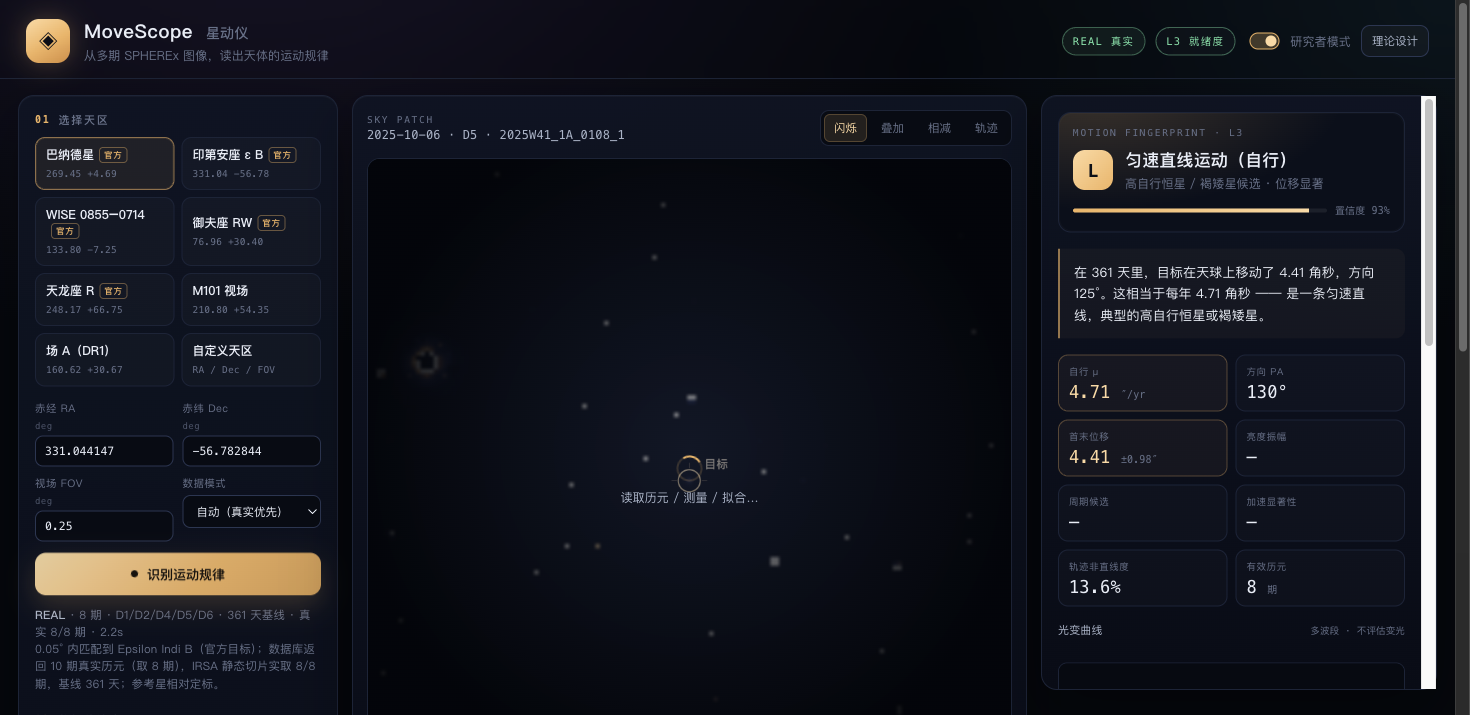 MoveScope 星动仪
从多期 SPHEREx 图像，读出天体的运动规律
REAL 真实
L3 就绪度
研究者模式
理论设计
01 选择天区
巴纳德星 官方
269.45 +4.69
印第安座 ε B 官方
331.04 −56.78
WISE 0855−0714
官方
133.80 −7.25
御夫座 RW 官方
76.96 +30.40
天龙座 R 官方
248.17 +66.75
M101 视场
210.80 +54.35
场 A（DR1）
160.62 +30.67
自定义天区
RA / Dec / FOV
赤经 RA
deg
331.044147
赤纬 Dec
deg
−56.782844
视场 FOV
deg
0.25
数据模式
自动（真实优先）
识别运动规律
REAL · 8 期 · D1/D2/D4/D5/D6 · 361 天基线 · 真
实 8/8 期 · 2.2s
0.05° 内匹配到 Epsilon Indi B（官方目标）；数据库返
回 10 期真实历元（取 8 期），IRSA 静态切片实取 8/8
期，基线 361 天；参考星相对定标。
SKY PATCH
2025-10-06 · D5 · 2025W41_1A_0108_1
闪烁
叠加
相减
轨迹
目标
读取历元 / 测量 / 拟合…
MOTION FINGERPRINT · L3
L
匀速直线运动（自行）
高自行恒星 / 褐矮星候选 · 位移显著
置信度 93%
在 361 天里，目标在天球上移动了 4.41 角秒，方向
125°。这相当于每年 4.71 角秒 —— 是一条匀速直
线，典型的高自行恒星或褐矮星。
自行 μ
4.71 ″/yr
方向 PA
130°
首末位移
4.41 ±0.98″
亮度振幅
—
周期候选
—
加速显著性
—
轨迹非直线度
13.6%
有效历元
8 期
光变曲线
多波段 · 不评估变光